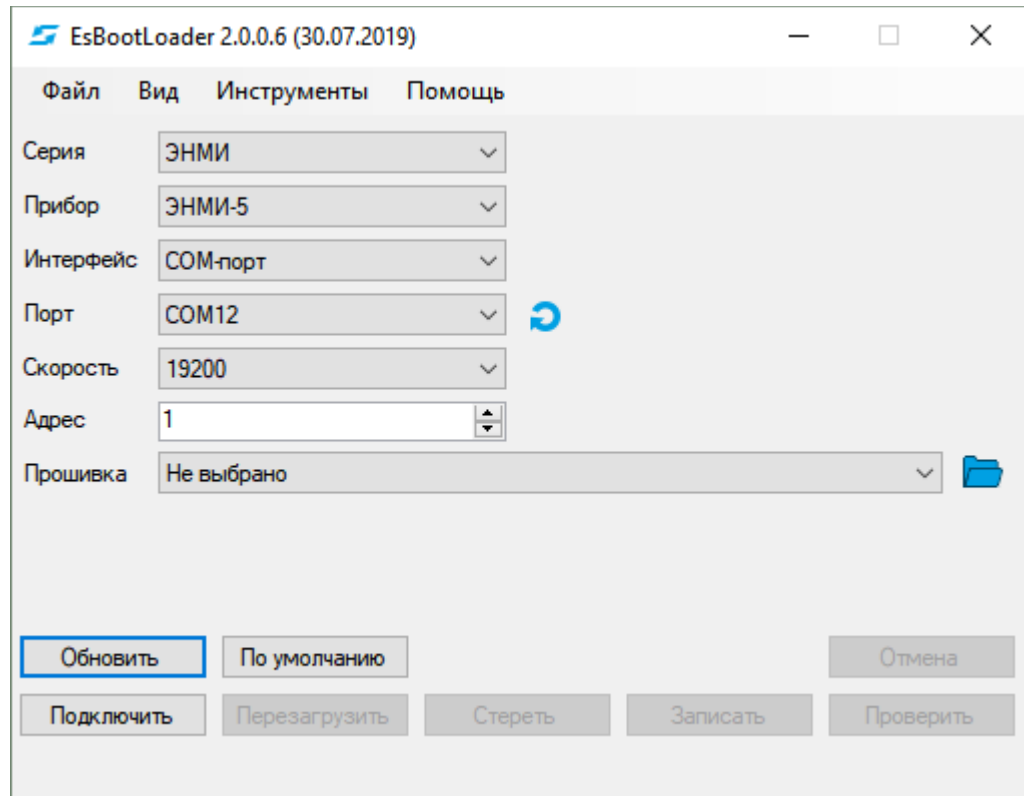 EsBootLoader 2.0.0.6 (30.07.2019)
Файл Вид Инструменты Помощь
Серия ЭНМИ
Прибор ЭНМИ-5
Интерфейс COM-порт
Порт COM12
Скорость 19200
Адрес 1
Прошивка Не выбрано
Обновить По умолчанию Отмена
Подключить Перезагрузить Стереть Записать Проверить